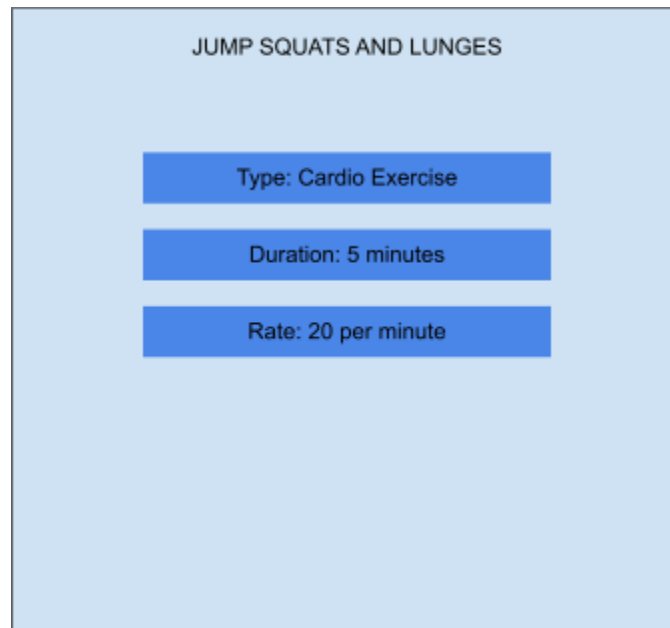 JUMP SQUATS AND LUNGES
Type: Cardio Exercise
Duration: 5 minutes
Rate: 20 per minute